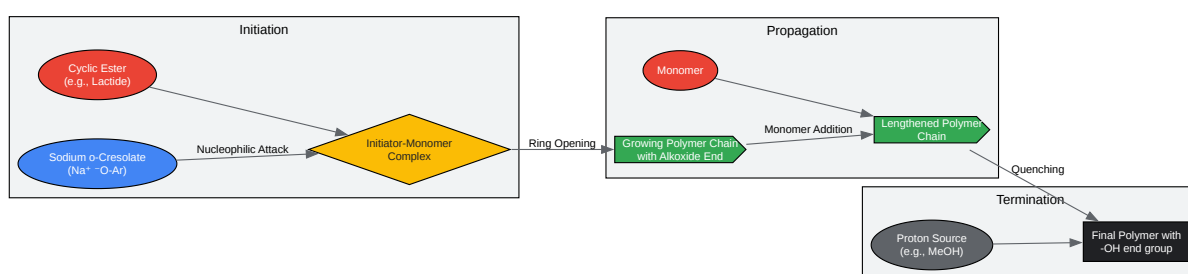 Initiation
Cyclic Ester
(e.g., Lactide)
Sodium o-Cresolate
(Na⁺ ⁻O-Ar)
Nucleophilic Attack
Initiator-Monomer
Complex
Ring Opening
Propagation
Monomer
Growing Polymer Chain
with Alkoxide End
Monomer Addition
Lengthened Polymer
Chain
Quenching
Termination
Proton Source
(e.g., MeOH)
Final Polymer with
-OH end group